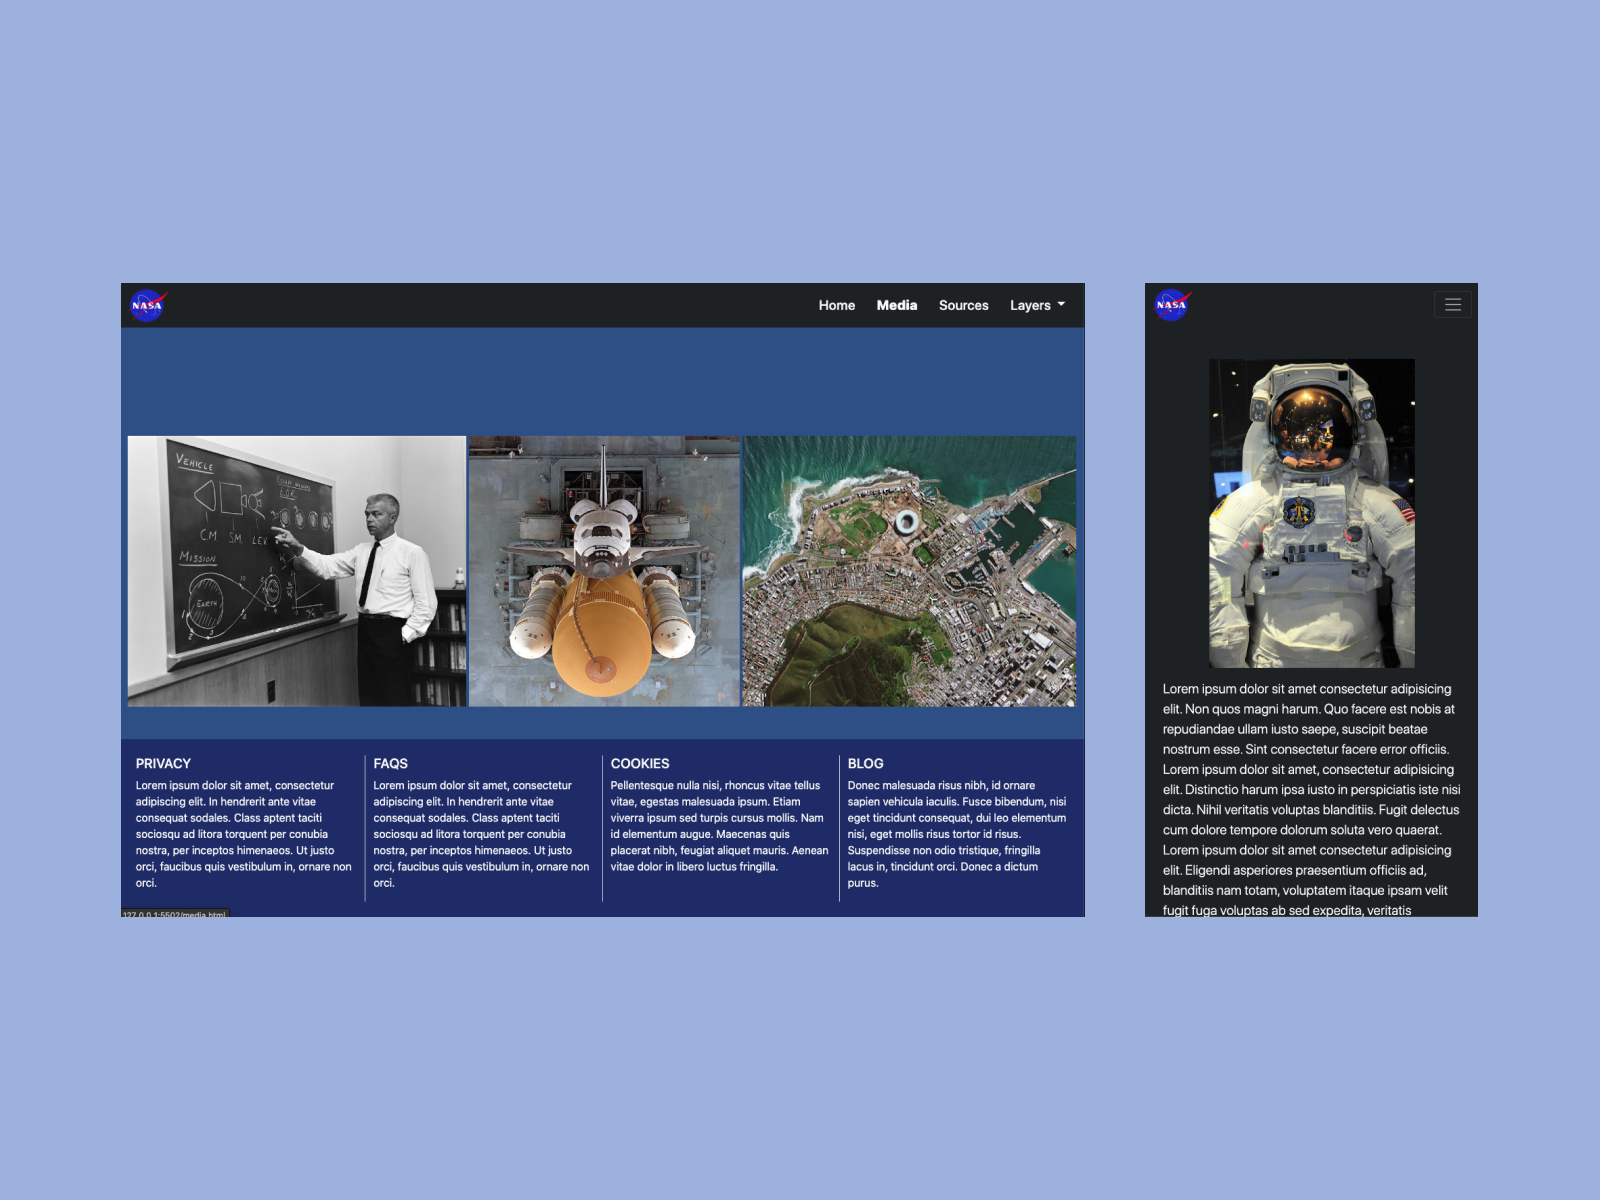 NASA
Home Media Sources Layers
VEHICLE
L.O.R.
CM SM LEV
MISSION
EARTH
PRIVACY
Lorem ipsum dolor sit amet, consectetur
adipiscing elit. In hendrerit ante vitae
consequat sodales. Class aptent taciti
sociosqu ad litora torquent per conubia
nostra, per inceptos himenaeos. Ut justo
orci, faucibus quis vestibulum in, ornare non
orci.
FAQS
Lorem ipsum dolor sit amet, consectetur
adipiscing elit. In hendrerit ante vitae
consequat sodales. Class aptent taciti
sociosqu ad litora torquent per conubia
nostra, per inceptos himenaeos. Ut justo
orci, faucibus quis vestibulum in, ornare non
orci.
COOKIES
Pellentesque nulla nisi, rhoncus vitae tellus
vitae, egestas malesuada ipsum. Etiam
viverra ipsum sed turpis cursus mollis. Nam
id elementum augue. Maecenas quis
placerat nibh, feugiat aliquet mauris. Aenean
vitae dolor in libero luctus fringilla.
BLOG
Donec malesuada risus nibh, id ornare
sapien vehicula iaculis. Fusce bibendum, nisi
eget tincidunt consequat, dui leo elementum
nisi, eget mollis risus tortor id risus.
Suspendisse non odio tristique, fringilla
lacus in, tincidunt orci. Donec a dictum
purus.
127.0.0.1:5502/media.html
NASA
Lorem ipsum dolor sit amet consectetur adipisicing
elit. Non quos magni harum. Quo facere est nobis at
repudiandae ullam iusto saepe, suscipit beatae
nostrum esse. Sint consectetur facere error officiis.
Lorem ipsum dolor sit amet, consectetur adipisicing
elit. Distinctio harum ipsa iusto in perspiciatis iste nisi
dicta. Nihil veritatis voluptas blanditiis. Fugit delectus
cum dolore tempore dolorum soluta vero quaerat.
Lorem ipsum dolor sit amet consectetur adipisicing
elit. Eligendi asperiores praesentium officiis ad,
blanditiis nam totam, voluptatem itaque ipsam velit
fugit fuga voluptas ab sed expedita, veritatis